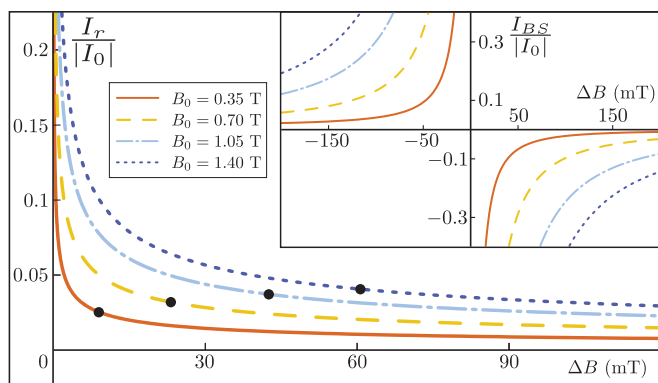 I_r / |I_0|
0.2
0.15
0.1
0.05
0
30
60
90
ΔB (mT)
B_0 = 0.35 T
B_0 = 0.70 T
B_0 = 1.05 T
B_0 = 1.40 T
I_{BS} / |I_0|
0.3
0.1
ΔB (mT)
50
150
−150
−50
−0.1
−0.3